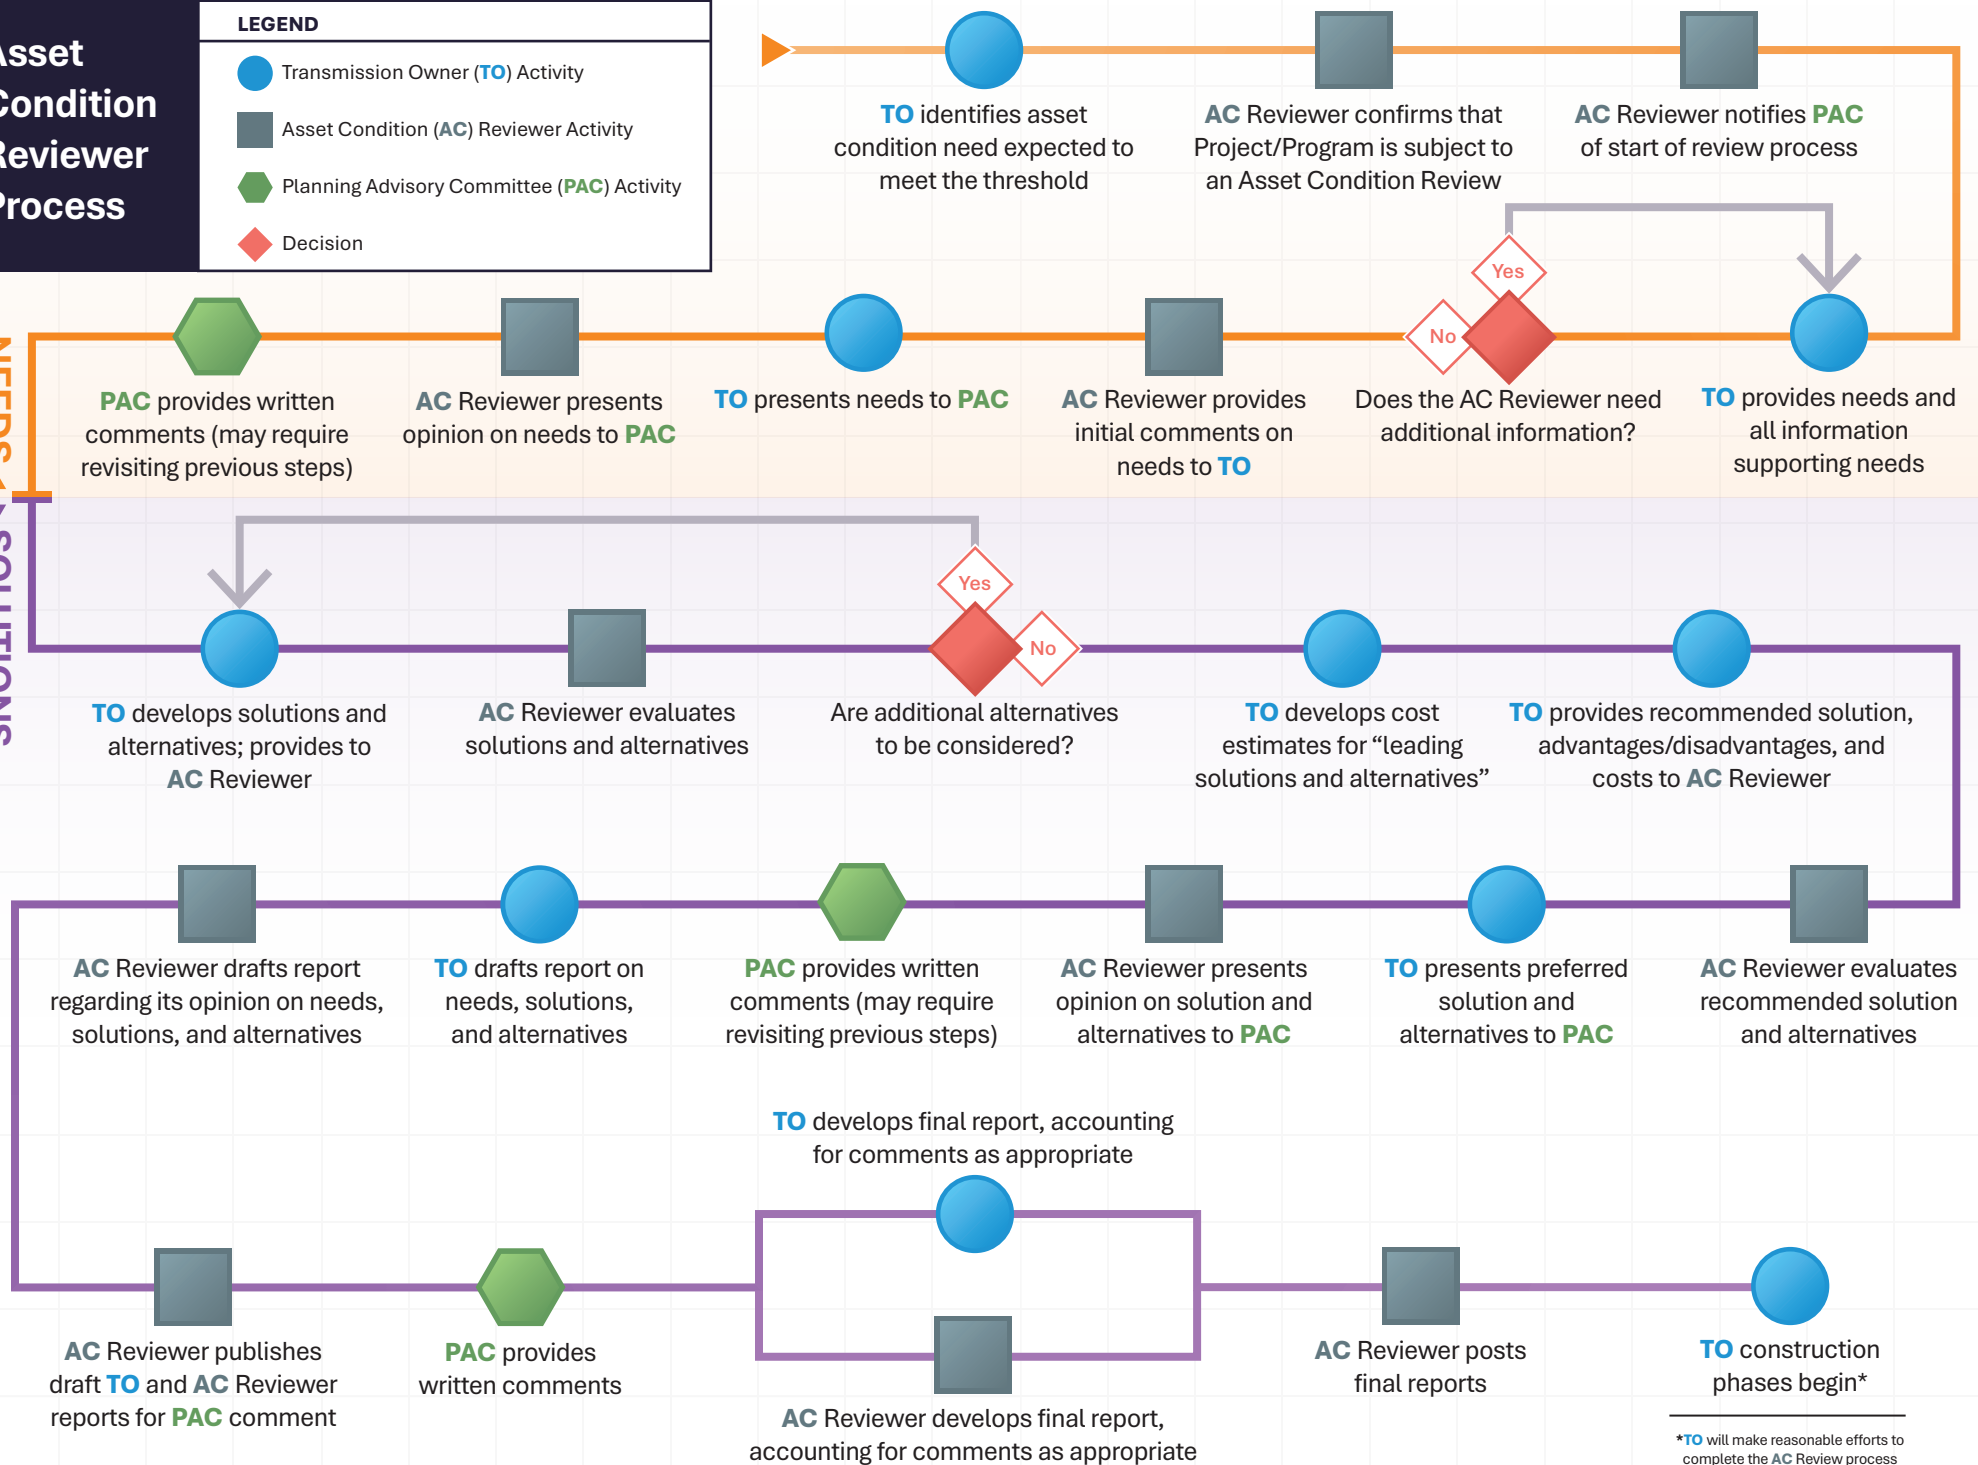 Asset
Condition
Reviewer
Process
LEGEND
Transmission Owner (TO) Activity
Asset Condition (AC) Reviewer Activity
Planning Advisory Committee (PAC) Activity
Decision
TO identifies asset
condition need expected to
meet the threshold
AC Reviewer confirms that
Project/Program is subject to
an Asset Condition Review
AC Reviewer notifies PAC
of start of review process
NEEDS
Yes
No
PAC provides written
comments (may require
revisiting previous steps)
AC Reviewer presents
opinion on needs to PAC
TO presents needs to PAC
AC Reviewer provides
initial comments on
needs to TO
Does the AC Reviewer need
additional information?
TO provides needs and
all information
supporting needs
SOLUTIONS
Yes
No
TO develops solutions and
alternatives; provides to
AC Reviewer
AC Reviewer evaluates
solutions and alternatives
Are additional alternatives
to be considered?
TO develops cost
estimates for “leading
solutions and alternatives”
TO provides recommended solution,
advantages/disadvantages, and
costs to AC Reviewer
AC Reviewer drafts report
regarding its opinion on needs,
solutions, and alternatives
TO drafts report on
needs, solutions,
and alternatives
PAC provides written
comments (may require
revisiting previous steps)
AC Reviewer presents
opinion on solution and
alternatives to PAC
TO presents preferred
solution and
alternatives to PAC
AC Reviewer evaluates
recommended solution
and alternatives
TO develops final report, accounting
for comments as appropriate
AC Reviewer publishes
draft TO and AC Reviewer
reports for PAC comment
PAC provides
written comments
AC Reviewer develops final report,
accounting for comments as appropriate
AC Reviewer posts
final reports
TO construction
phases begin*
*TO will make reasonable efforts to
complete the AC Review process